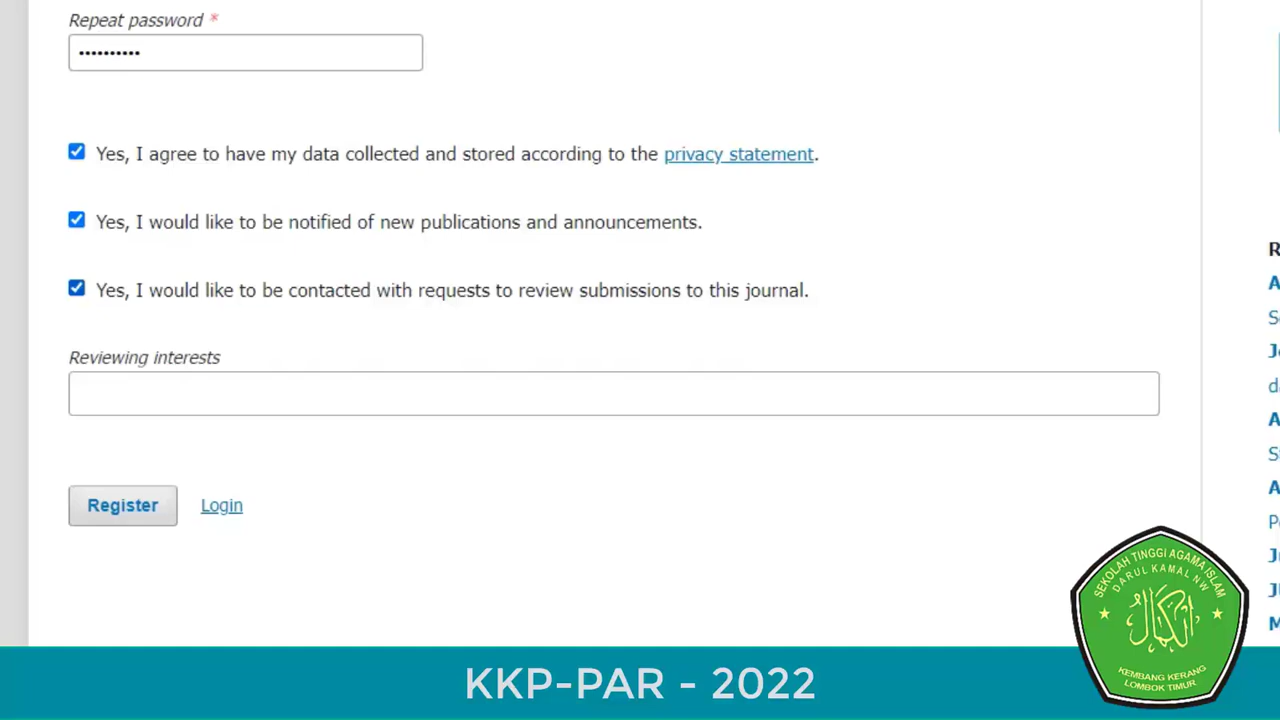 Repeat password *
••••••••••
Yes, I agree to have my data collected and stored according to the privacy statement.
Yes, I would like to be notified of new publications and announcements.
Yes, I would like to be contacted with requests to review submissions to this journal.
Reviewing interests
Register Login
SEKOLAH TINGGI AGAMA ISLAM
DARUL KAMAL NW
الكمال
KEMBANG KERANG
LOMBOK TIMUR
KKP-PAR - 2022